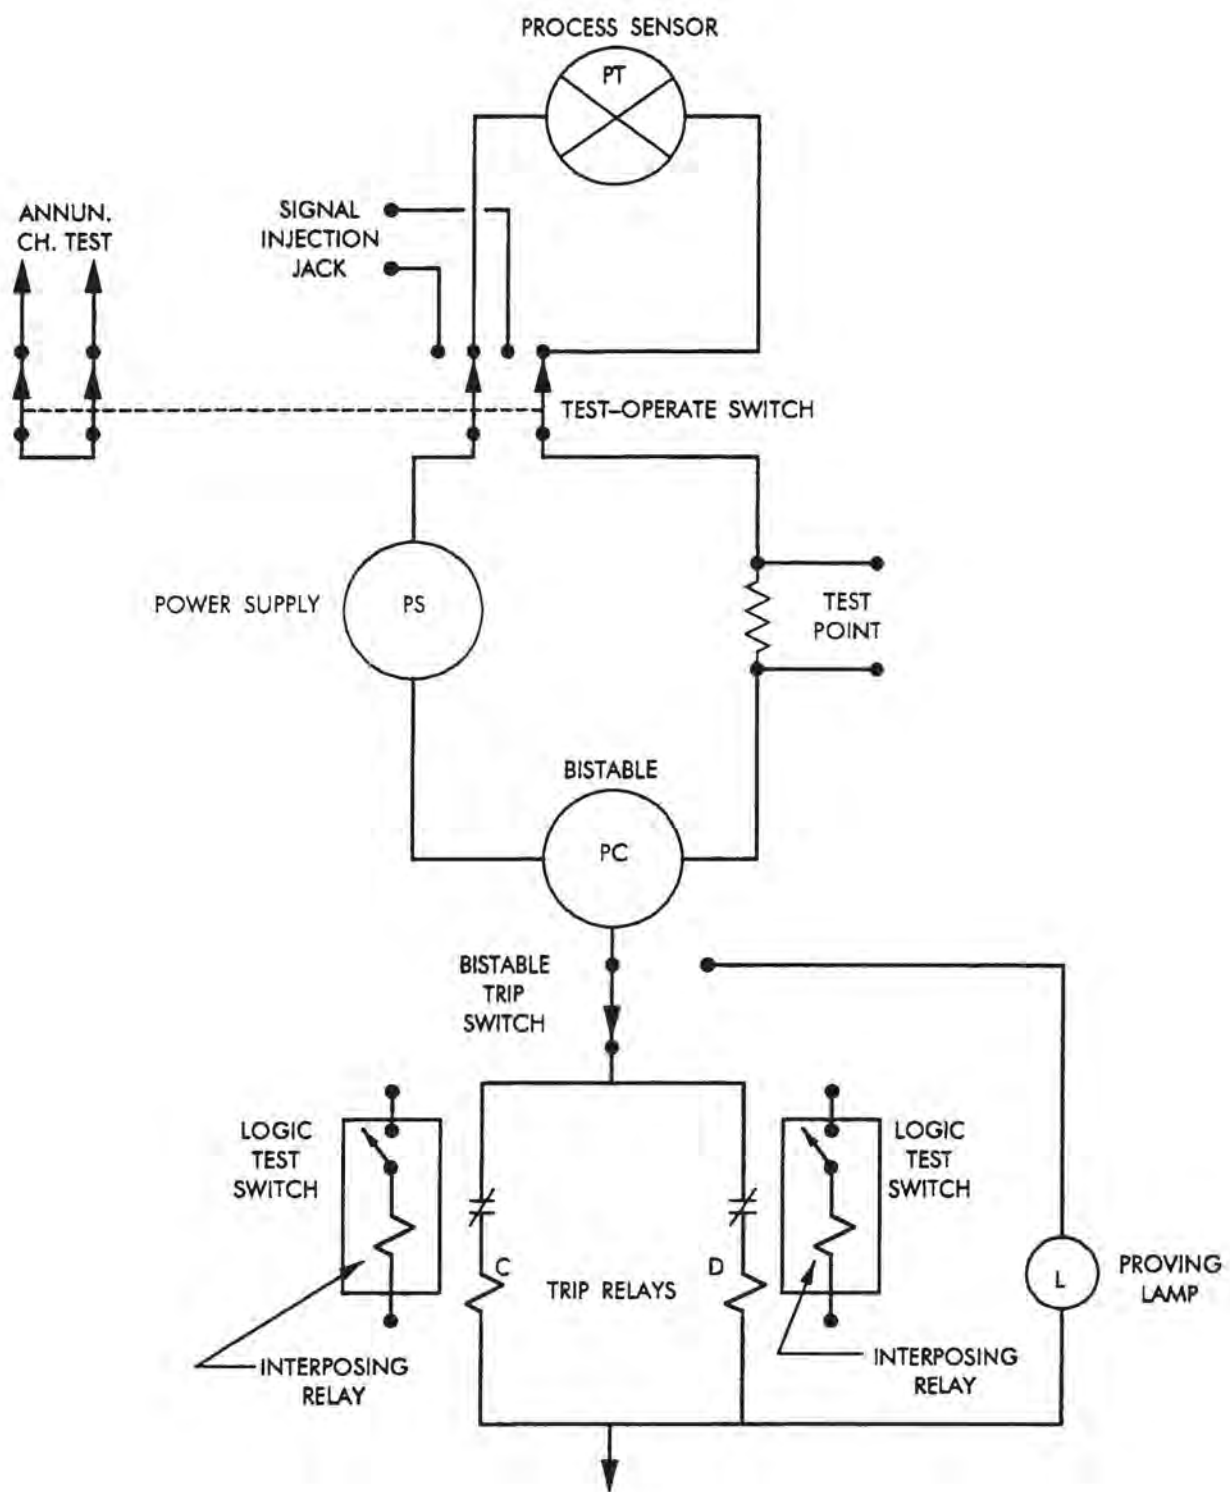 PROCESS SENSOR
PT
ANNUN.
CH. TEST
SIGNAL
INJECTION
JACK
TEST–OPERATE SWITCH
POWER SUPPLY
PS
TEST
POINT
BISTABLE
PC
BISTABLE
TRIP
SWITCH
LOGIC
TEST
SWITCH
LOGIC
TEST
SWITCH
C
TRIP RELAYS
D
L
PROVING
LAMP
INTERPOSING
RELAY
INTERPOSING
RELAY